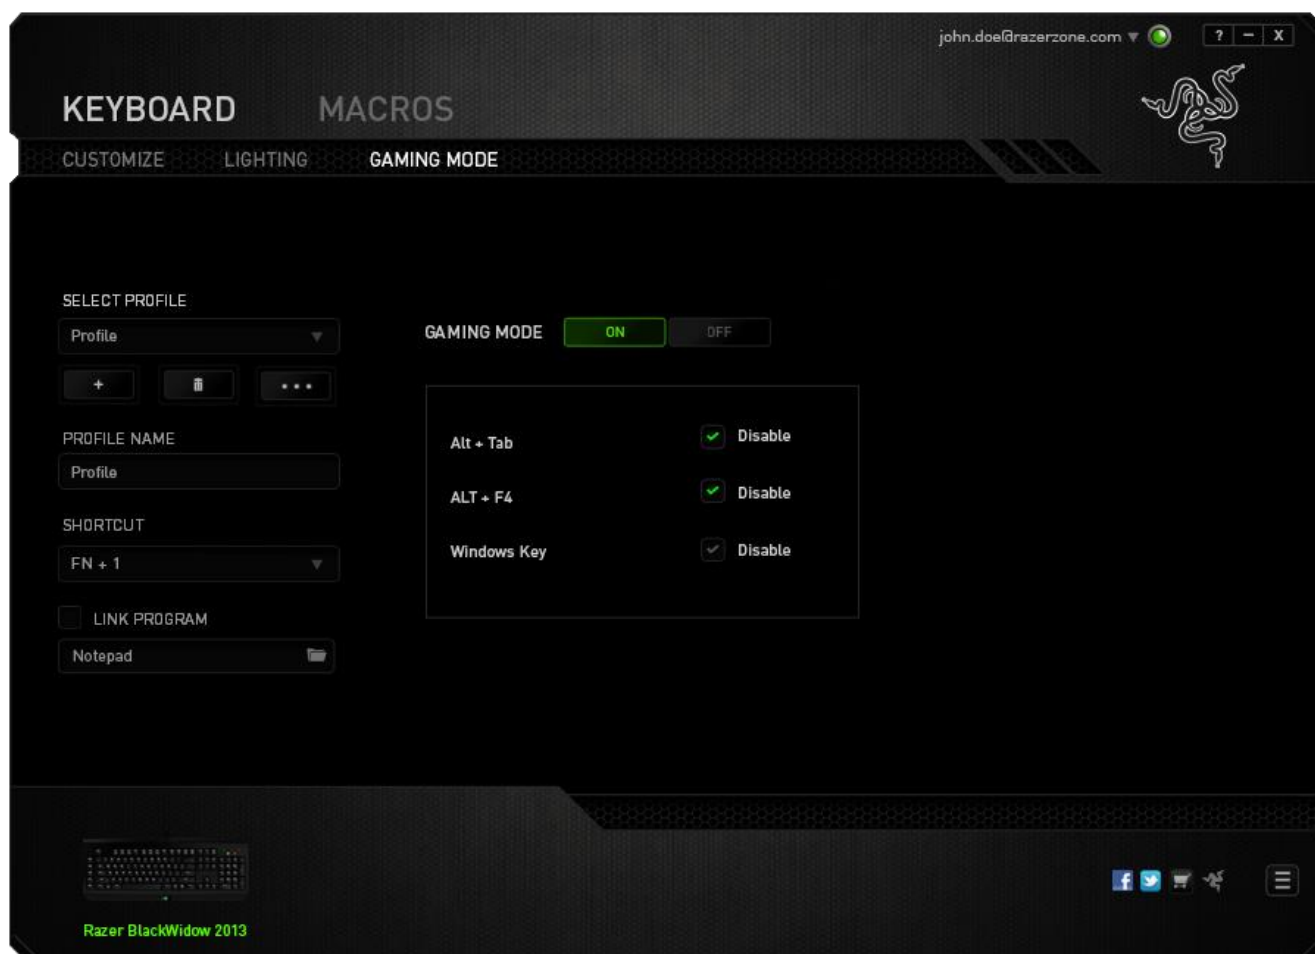 john.doe@razerzone.com
? – X
KEYBOARD MACROS
CUSTOMIZE LIGHTING GAMING MODE
SELECT PROFILE
Profile
GAMING MODE ON OFF
+
PROFILE NAME
Profile
Alt + Tab Disable
ALT + F4 Disable
Windows Key Disable
SHORTCUT
FN + 1
LINK PROGRAM
Notepad
Razer BlackWidow 2013